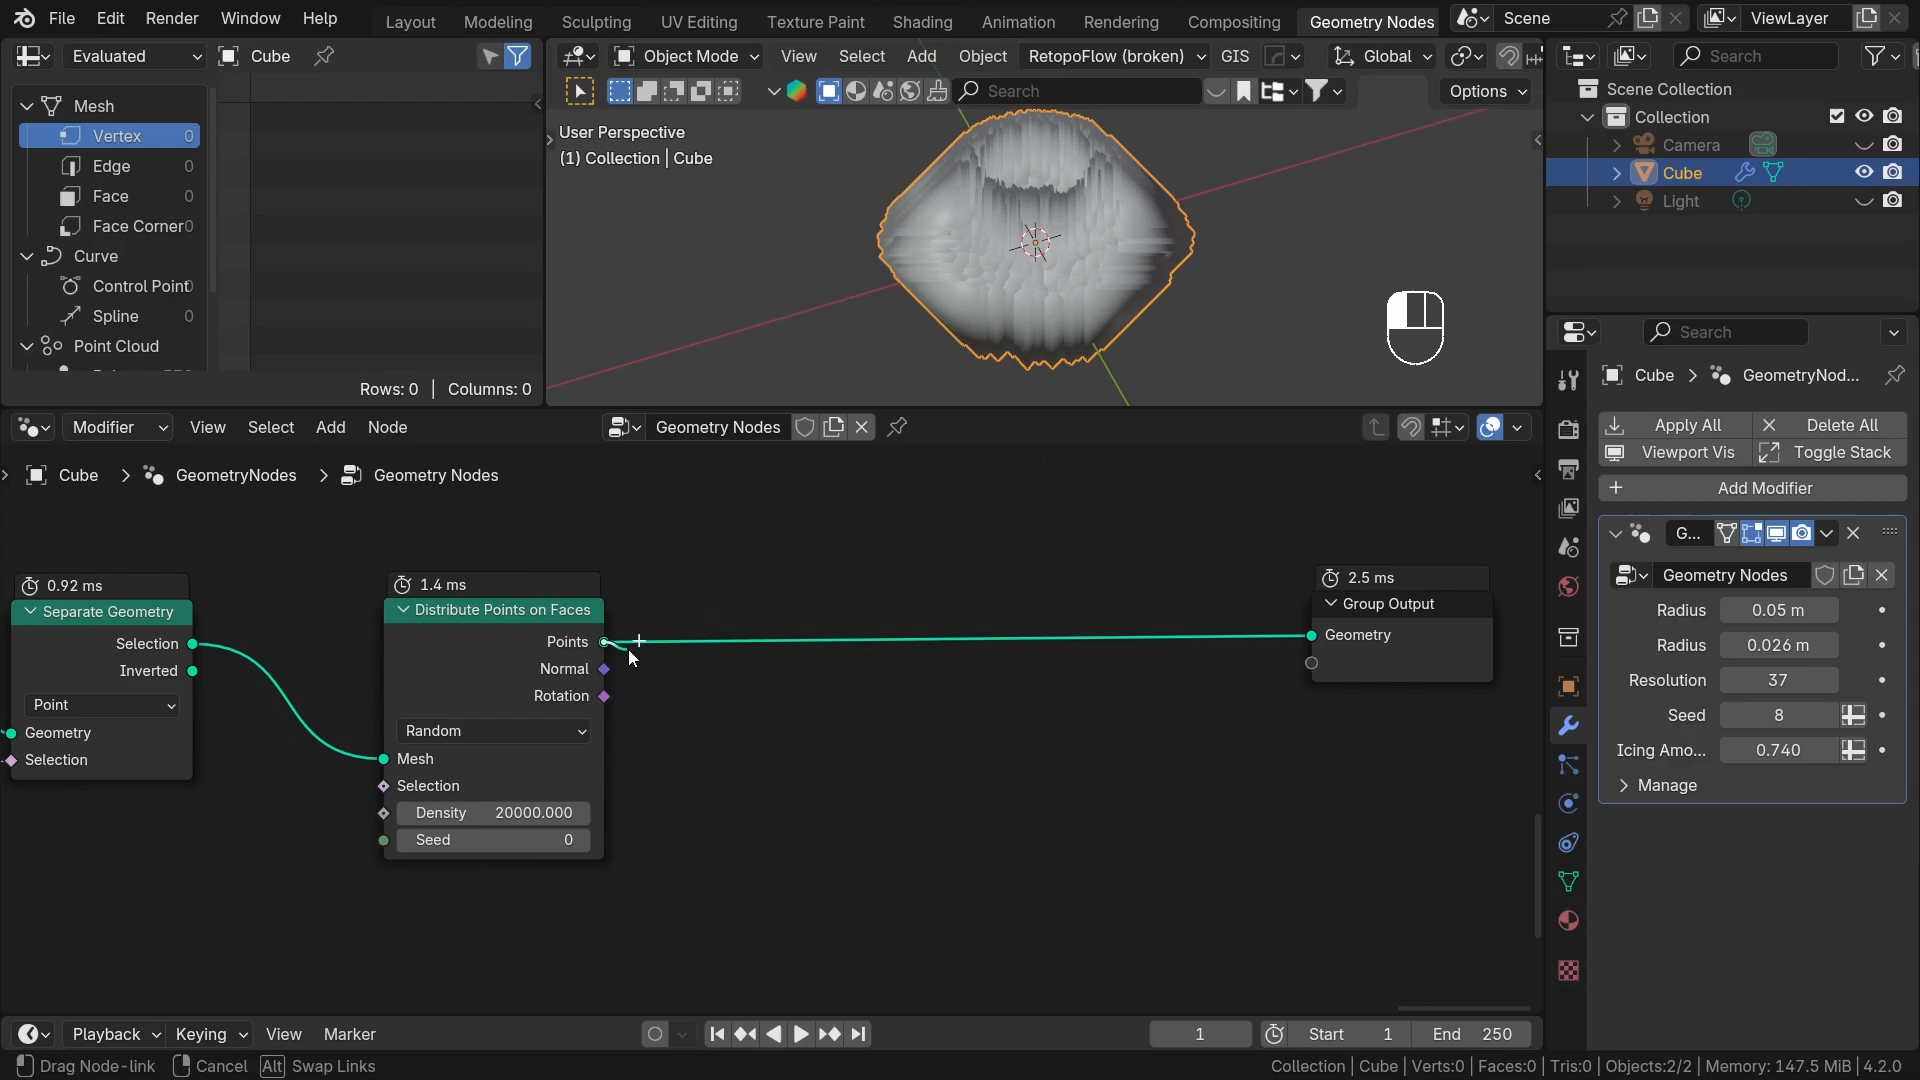 File Edit Render Window Help
Layout Modeling Sculpting UV Editing Texture Paint Shading Animation Rendering Compositing Geometry Nodes
Scene
ViewLayer
Evaluated Cube
Object Mode View Select Add Object RetopoFlow (broken) GIS Global
Search
Search
Options
Mesh
Vertex 0
Edge 0
Face 0
Face Corner 0
Curve
Control Point
Spline 0
Point Cloud
Rows: 0 Columns: 0
User Perspective
(1) Collection | Cube
Scene Collection
Collection
Camera
Cube
Light
Search
Cube GeometryNod...
Apply All Delete All
Viewport Vis Toggle Stack
Add Modifier
G...
Geometry Nodes
Radius 0.05 m
Radius 0.026 m
Resolution 37
Seed 8
Icing Amo... 0.740
Manage
Modifier View Select Add Node
Geometry Nodes
Cube GeometryNodes Geometry Nodes
0.92 ms
Separate Geometry
Selection
Inverted
Point
Geometry
Selection
1.4 ms
Distribute Points on Faces
Points
Normal
Rotation
Random
Mesh
Selection
Density 20000.000
Seed 0
2.5 ms
Group Output
Geometry
Playback Keying View Marker
1
Start 1 End 250
Drag Node-link Cancel Alt Swap Links
Collection | Cube | Verts:0 | Faces:0 | Tris:0 | Objects:2/2 | Memory: 147.5 MiB | 4.2.0